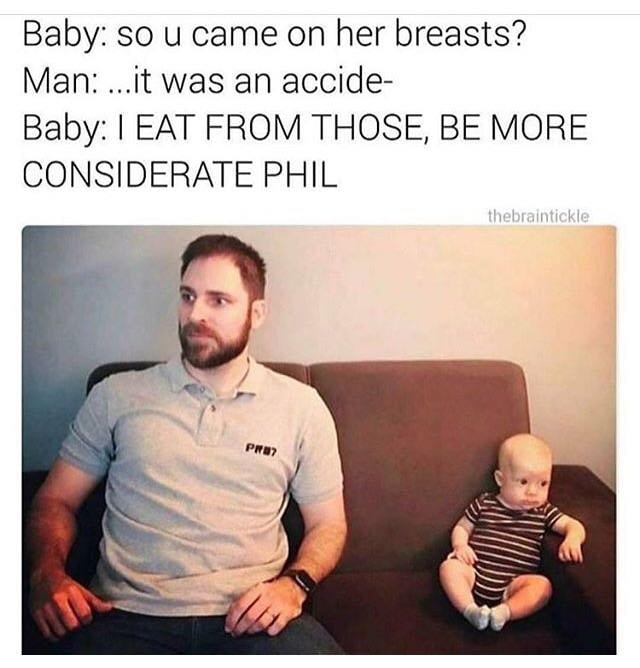 Baby: so u came on her breasts?
Man: ...it was an accide-
Baby: I EAT FROM THOSE, BE MORE
CONSIDERATE PHIL
thebraintickle